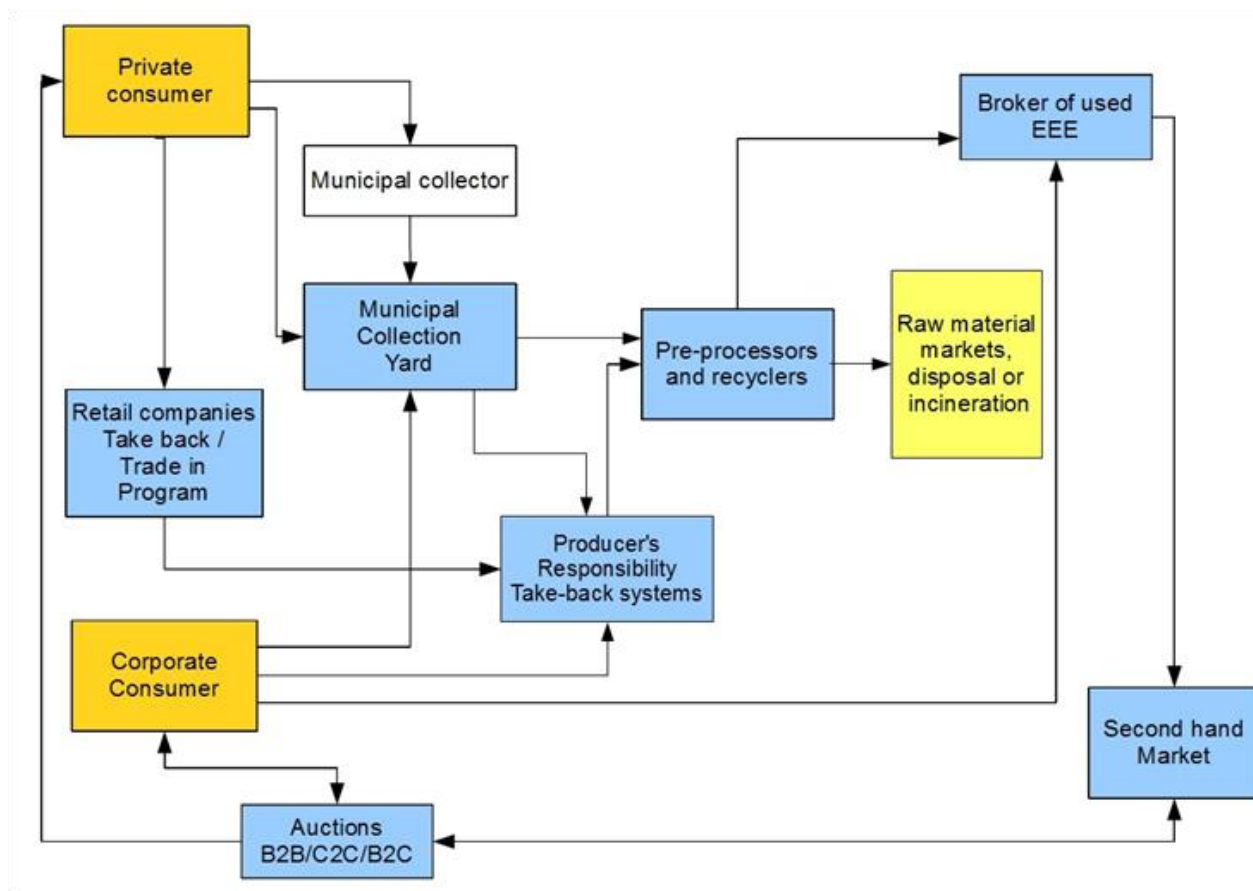 Private
consumer
Broker of used
EEE
Municipal collector
Municipal
Collection
Yard
Pre-processors
and recyclers
Raw material
markets,
disposal or
incineration
Retail companies
Take back /
Trade in
Program
Producer's
Responsibility
Take-back systems
Corporate
Consumer
Second hand
Market
Auctions
B2B/C2C/B2C